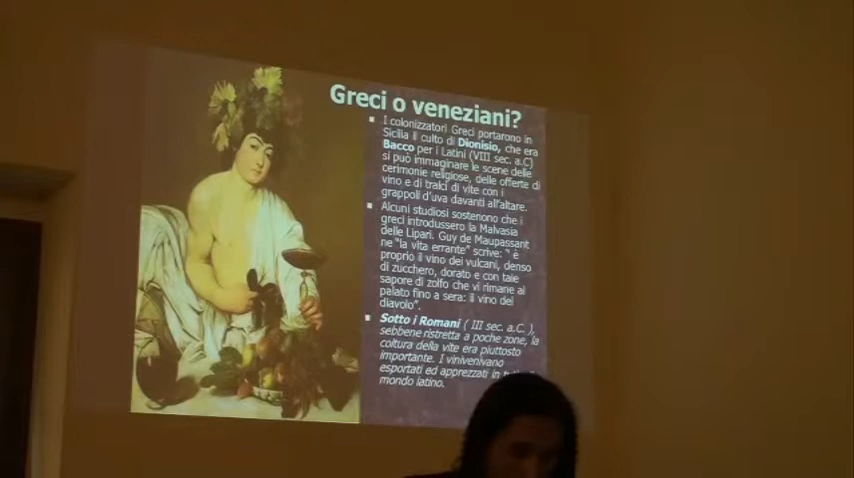 Greci o veneziani?
I colonizzatori Greci portarono in
Sicilia il culto di Dionisio, che era
Bacco per i Latini (VIII sec. a.C)
si può immaginare le scene delle
cerimonie religiose, delle offerte di
vino e di tralci di vite con i
grappoli d'uva davanti all'altare.
Alcuni studiosi sostenono che i
greci introdussero la Malvasia
delle Lipari. Guy de Maupassant
ne "la vita errante" scrive: " è
proprio il vino dei vulcani, denso
di zucchero, dorato e con tale
sapore di zolfo che vi rimane al
palato fino a sera: il vino del
diavolo".
Sotto i Romani ( III sec. a.C. ),
sebbene ristretta a poche zone, la
coltura della vite era piuttosto
importante. I vinivenivano
esportati ed apprezzati in
mondo latino.